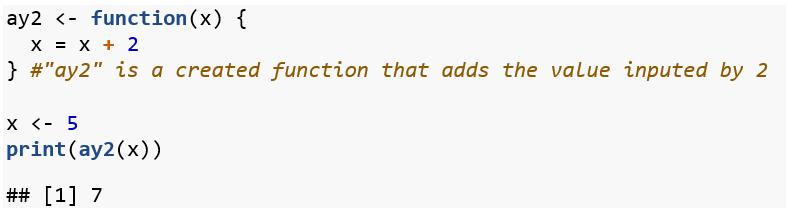 ay2 <- function(x) {
  x = x + 2
} #"ay2" is a created function that adds the value inputed by 2
x <- 5
print(ay2(x))
## [1] 7